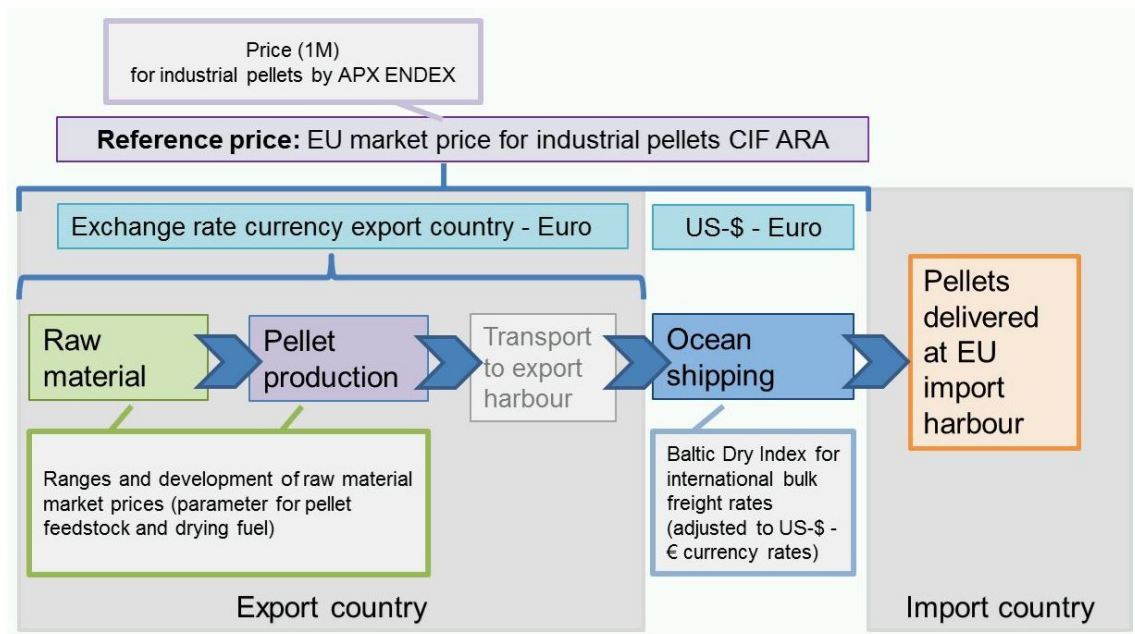 Price (1M)
for industrial pellets by APX ENDEX
Reference price: EU market price for industrial pellets CIF ARA
Exchange rate currency export country - Euro
US-$ - Euro
Raw
material
Pellet
production
Transport
to export
harbour
Ocean
shipping
Pellets
delivered
at EU
import
harbour
Ranges and development of raw material
market prices (parameter for pellet
feedstock and drying fuel)
Baltic Dry Index for
international bulk
freight rates
(adjusted to US-$ -
€ currency rates)
Export country
Import country